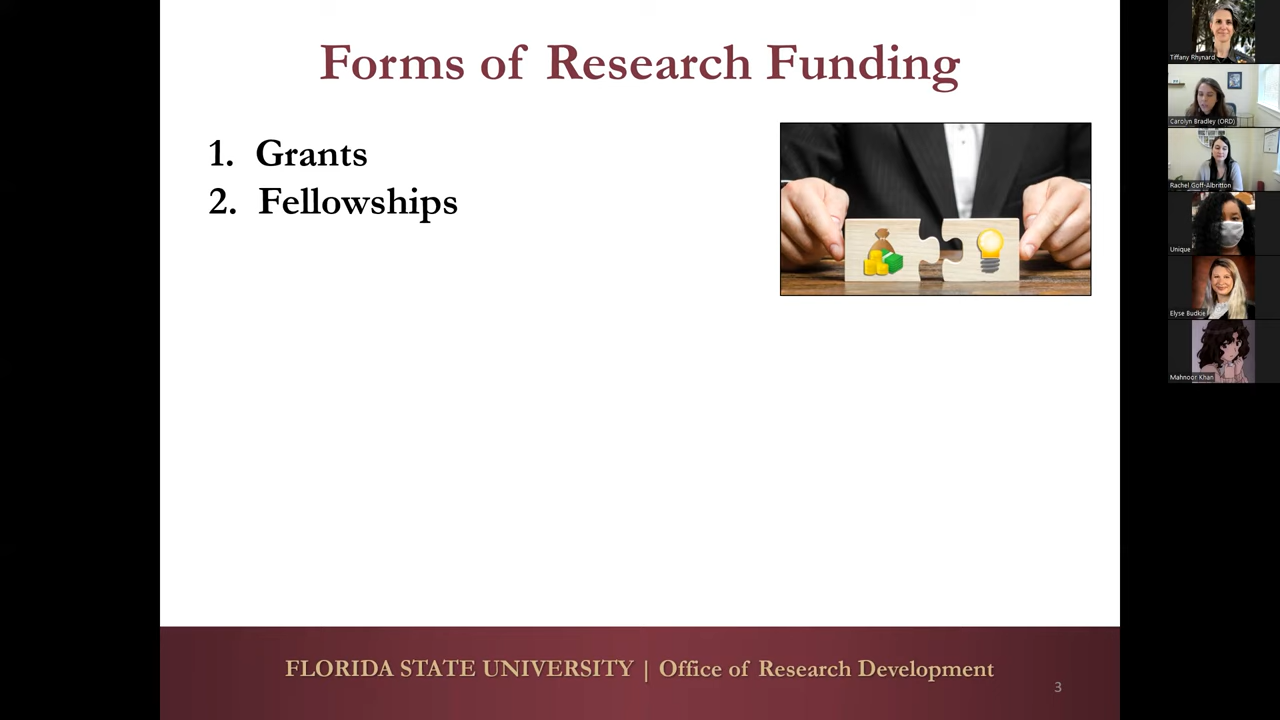 Forms of Research Funding
1. Grants
2. Fellowships
FLORIDA STATE UNIVERSITY | Office of Research Development
3
Tiffany Rhynard
Carolyn Bradley (ORD)
Rachel Goff-Albritton
Unique
Elyse Budkie
Mahnoor Khan